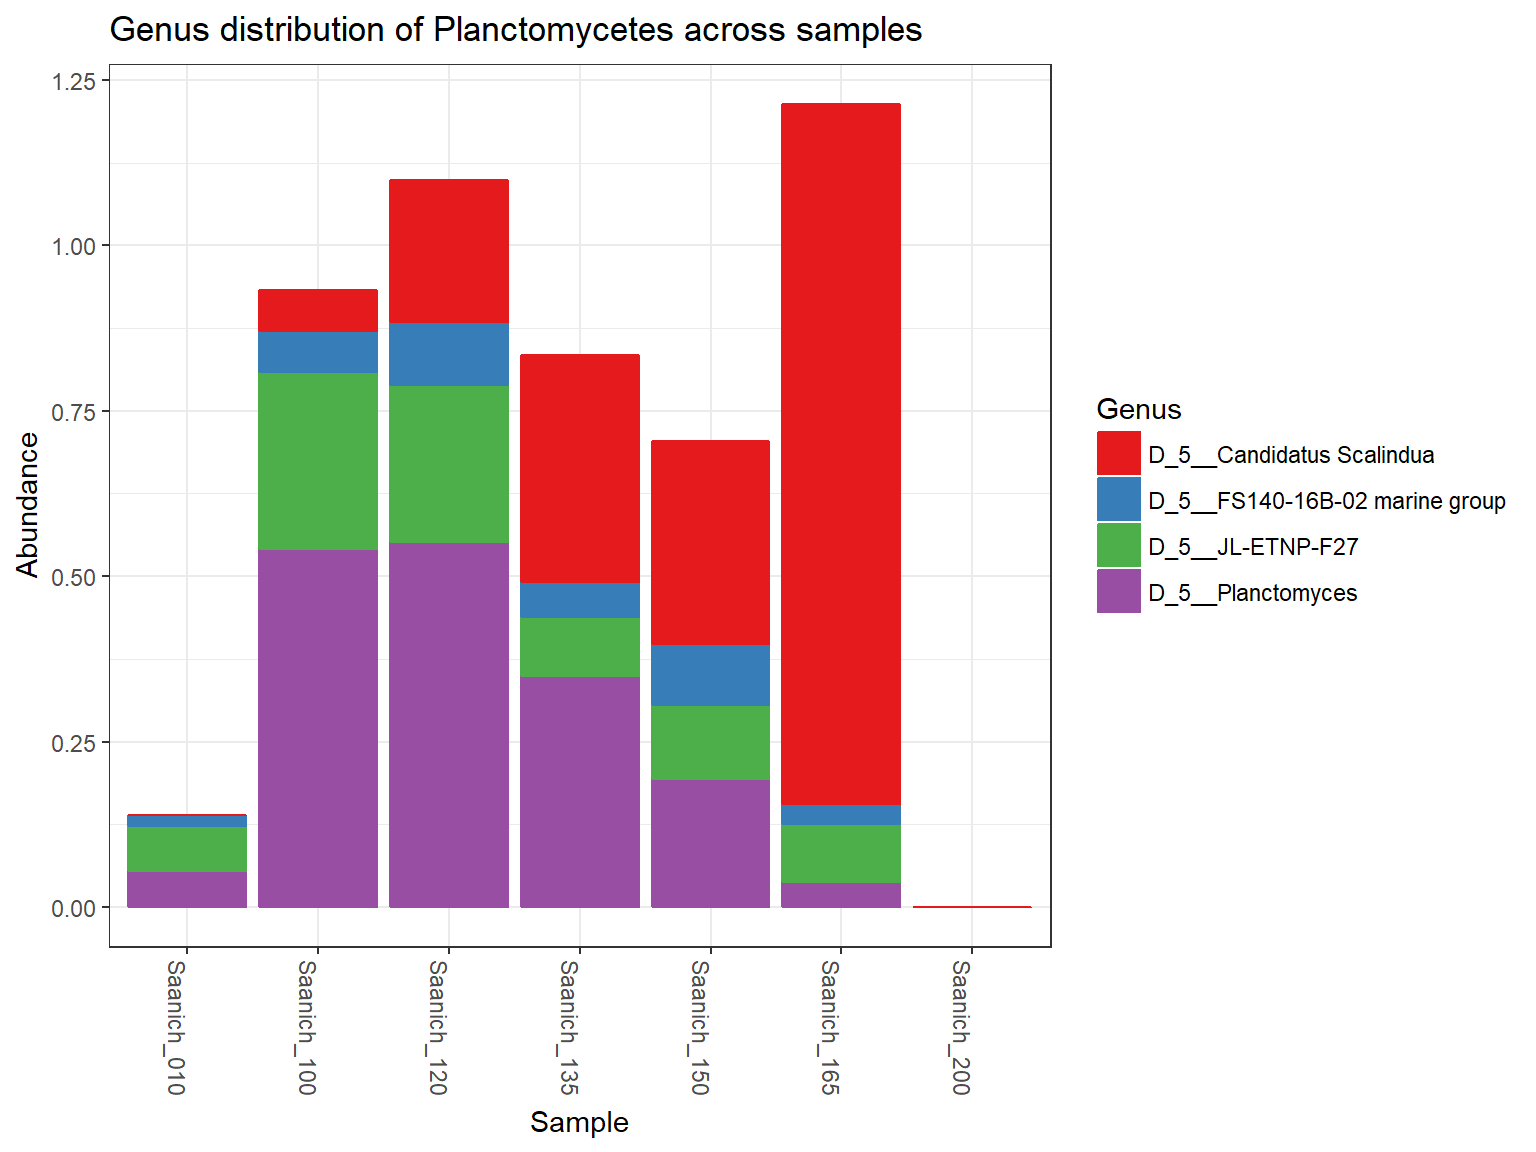 Genus distribution of Planctomycetes across samples
1.25
1.00
0.75
0.50
0.25
0.00
Abundance
Saanich_010
Saanich_100
Saanich_120
Saanich_135
Saanich_150
Saanich_165
Saanich_200
Sample
Genus
D_5__Candidatus Scalindua
D_5__FS140-16B-02 marine group
D_5__JL-ETNP-F27
D_5__Planctomyces